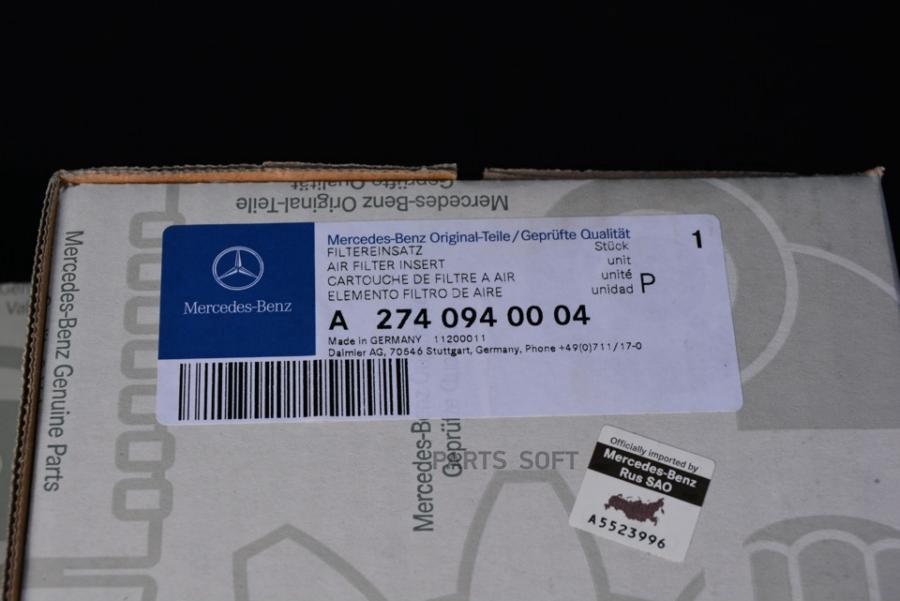 Geprüfte Qualität
Mercedes-Benz Original-Teile
Mercedes-Benz Genuine Parts
Mercedes-Benz
Mercedes-Benz Original-Teile/Geprüfte Qualität
FILTEREINSATZ
AIR FILTER INSERT
CARTOUCHE DE FILTRE A AIR
ELEMENTO FILTRO DE AIRE
Stück
unit
unité
unidad
P
1
A 274 094 00 04
Made in GERMANY 11200011
Daimler AG, 70546 Stuttgart, Germany, Phone +49(0)711/17-0
PARTS SOFT
Officially imported by
Mercedes-Benz
Rus SAO
A5523996